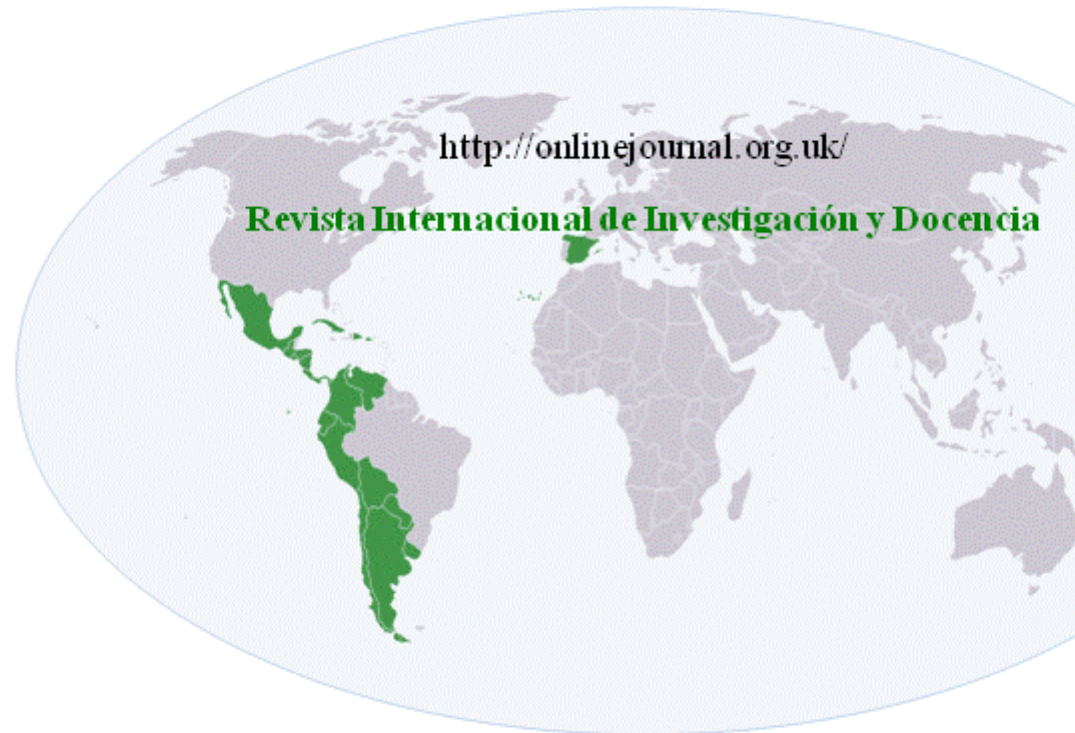 http://onlinejournal.org.uk/
Revista Internacional de Investigación y Docencia